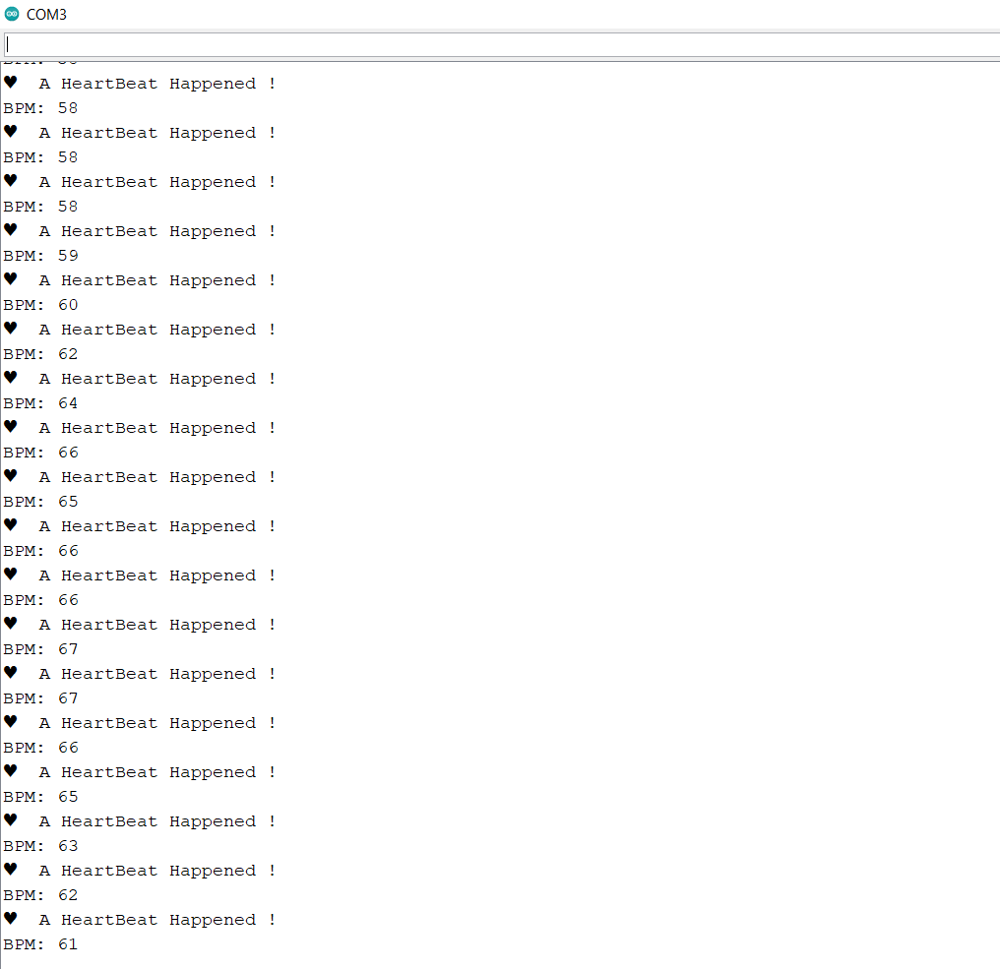 COM3
♥  A HeartBeat Happened !
BPM: 58
♥  A HeartBeat Happened !
BPM: 58
♥  A HeartBeat Happened !
BPM: 58
♥  A HeartBeat Happened !
BPM: 59
♥  A HeartBeat Happened !
BPM: 60
♥  A HeartBeat Happened !
BPM: 62
♥  A HeartBeat Happened !
BPM: 64
♥  A HeartBeat Happened !
BPM: 66
♥  A HeartBeat Happened !
BPM: 65
♥  A HeartBeat Happened !
BPM: 66
♥  A HeartBeat Happened !
BPM: 66
♥  A HeartBeat Happened !
BPM: 67
♥  A HeartBeat Happened !
BPM: 67
♥  A HeartBeat Happened !
BPM: 66
♥  A HeartBeat Happened !
BPM: 65
♥  A HeartBeat Happened !
BPM: 63
♥  A HeartBeat Happened !
BPM: 62
♥  A HeartBeat Happened !
BPM: 61